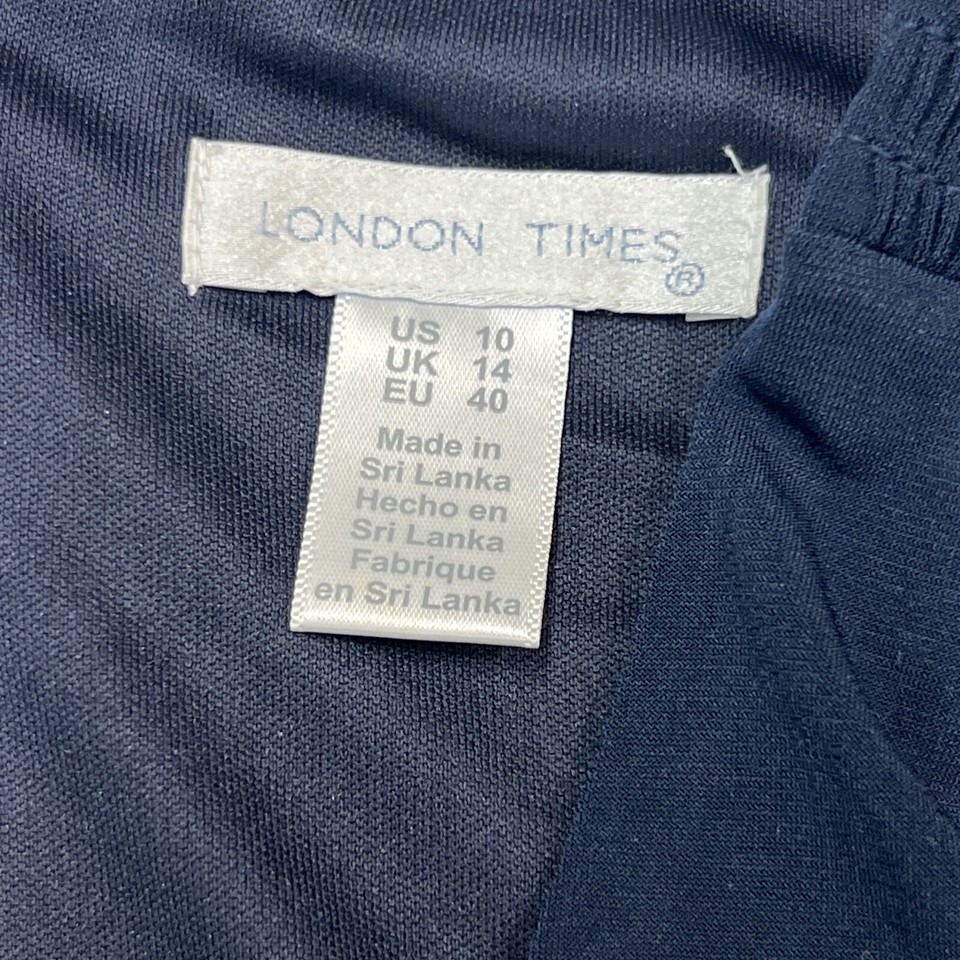 LONDON TIMES®
US 10
UK 14
EU 40
Made in
Sri Lanka
Hecho en
Sri Lanka
Fabrique
en Sri Lanka